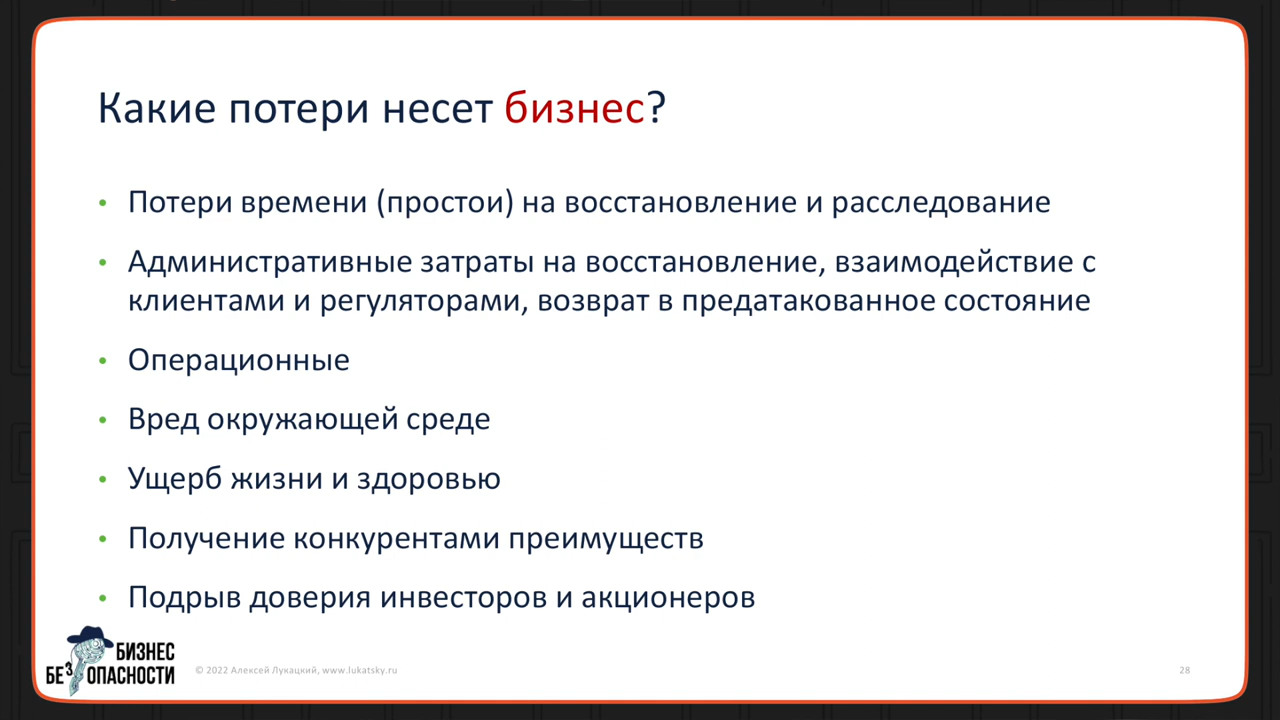 Какие потери несет бизнес?
• Потери времени (простои) на восстановление и расследование
• Административные затраты на восстановление, взаимодействие с
клиентами и регуляторами, возврат в предатакованное состояние
• Операционные
• Вред окружающей среде
• Ущерб жизни и здоровью
• Получение конкурентами преимуществ
• Подрыв доверия инвесторов и акционеров
БИЗНЕС
БЕЗОПАСНОСТИ
© 2022 Алексей Лукацкий, www.lukatsky.ru
28